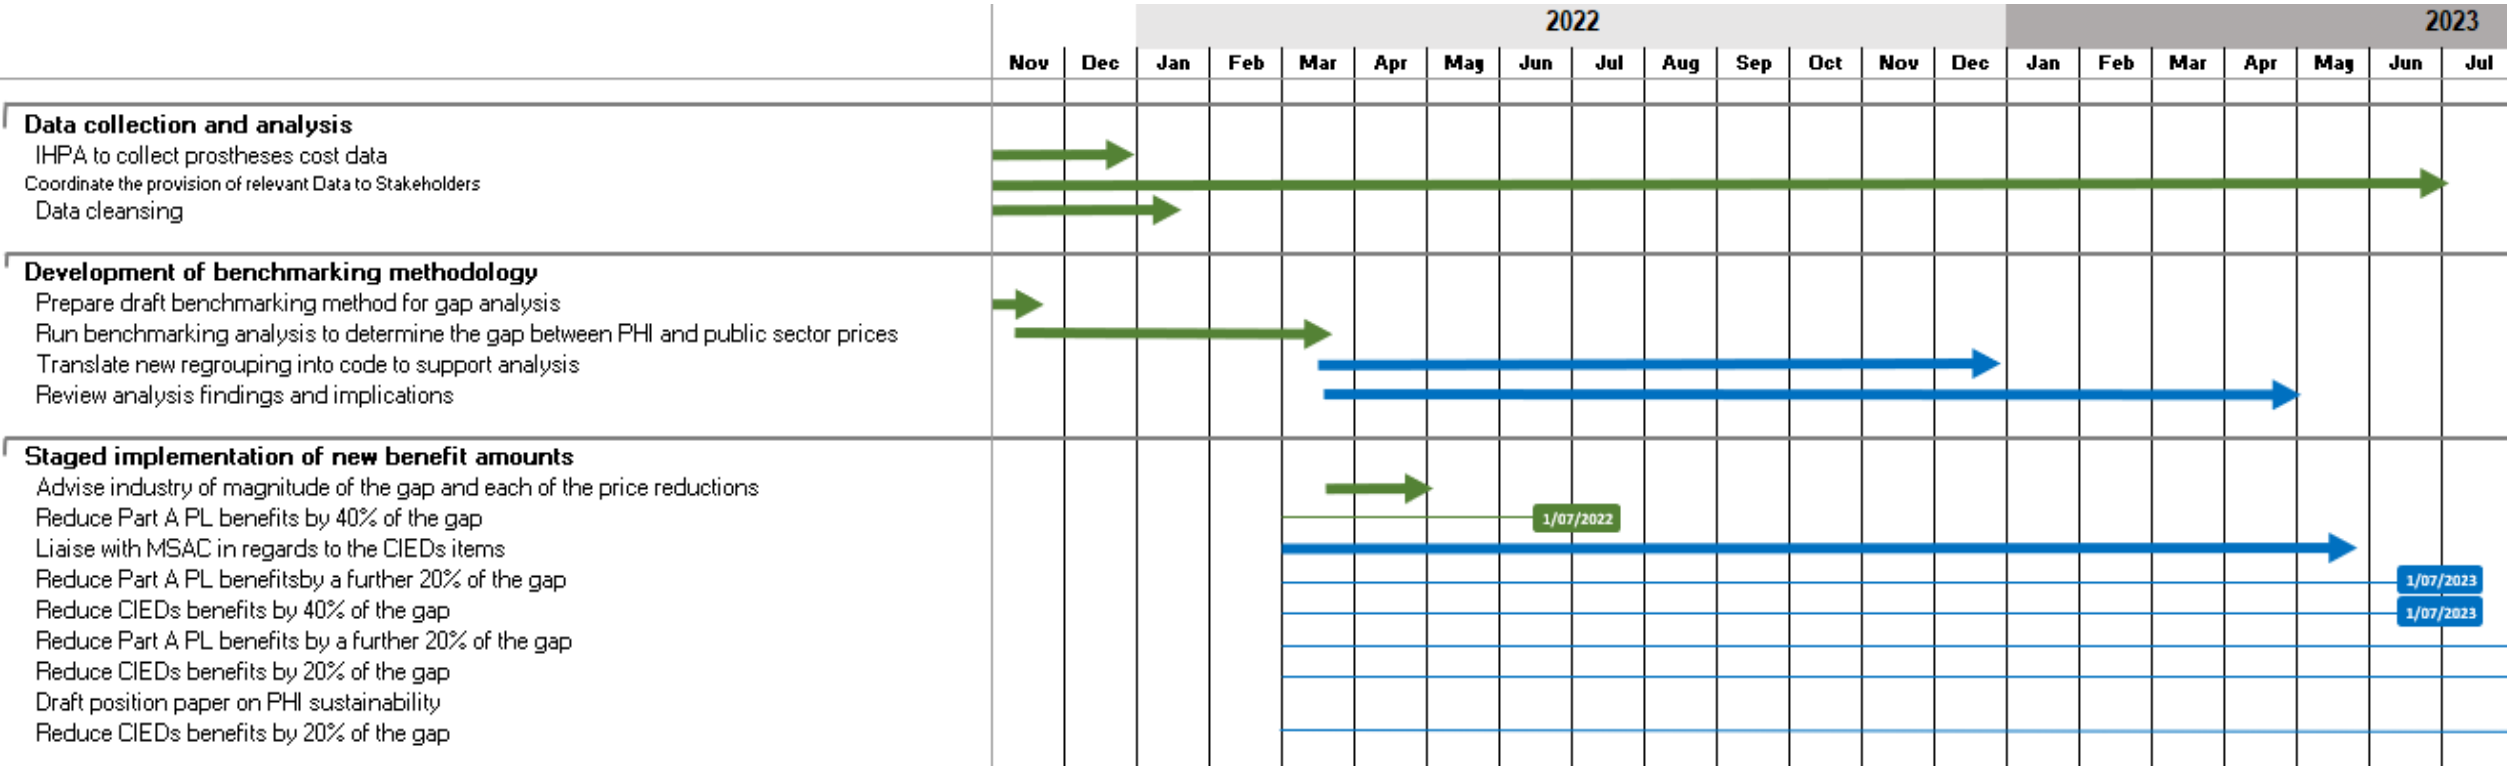 2022 2023
Nov Dec Jan Feb Mar Apr May Jun Jul Aug Sep Oct Nov Dec Jan Feb Mar Apr May Jun Jul
Data collection and analysis
IHPA to collect prostheses cost data
Coordinate the provision of relevant Data to Stakeholders
Data cleansing
Development of benchmarking methodology
Prepare draft benchmarking method for gap analysis
Run benchmarking analysis to determine the gap between PHI and public sector prices
Translate new regrouping into code to support analysis
Review analysis findings and implications
Staged implementation of new benefit amounts
Advise industry of magnitude of the gap and each of the price reductions
Reduce Part A PL benefits by 40% of the gap 1/07/2022
Liaise with MSAC in regards to the CIEDs items
Reduce Part A PL benefitsby a further 20% of the gap 1/07/2023
Reduce CIEDs benefits by 40% of the gap 1/07/2023
Reduce Part A PL benefits by a further 20% of the gap
Reduce CIEDs benefits by 20% of the gap
Draft position paper on PHI sustainability
Reduce CIEDs benefits by 20% of the gap